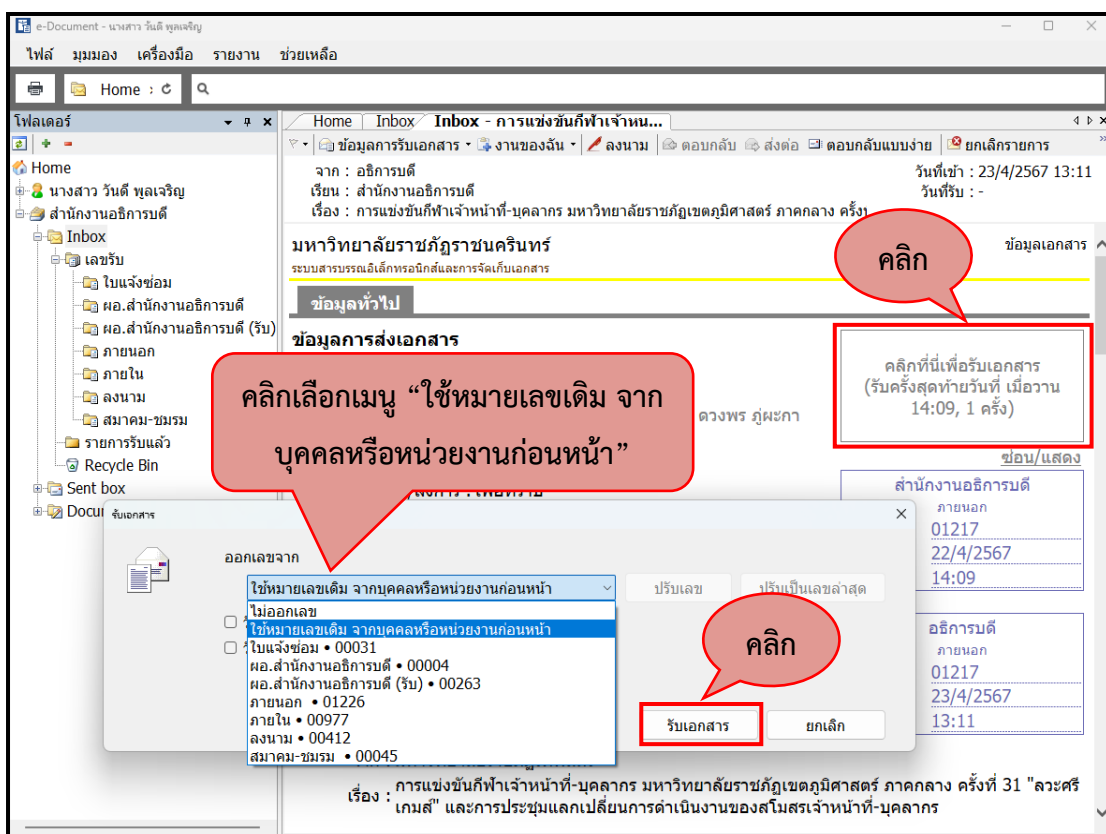 e-Document - นางสาว วันดี พูลเจริญ
ไฟล์ มุมมอง เครื่องมือ รายงาน ช่วยเหลือ
Home
โฟลเดอร์
Home Inbox Inbox - การแข่งขันกีฬาเจ้าหน...
ข้อมูลการรับเอกสาร งานของฉัน ลงนาม ตอบกลับ ส่งต่อ ตอบกลับแบบง่าย ยกเลิกรายการ
Home
นางสาว วันดี พูลเจริญ
สำนักงานอธิการบดี
Inbox
เลขรับ
ใบแจ้งซ่อม
ผอ.สำนักงานอธิการบดี
ผอ.สำนักงานอธิการบดี (รับ)
ภายนอก
ภายใน
ลงนาม
สมาคม-ชมรม
รายการรับแล้ว
Recycle Bin
Sent box
จาก : อธิการบดี
วันที่เข้า : 23/4/2567 13:11
เรียน : สำนักงานอธิการบดี
วันที่รับ : -
เรื่อง : การแข่งขันกีฬาเจ้าหน้าที่-บุคลากร มหาวิทยาลัยราชภัฏเขตภูมิศาสตร์ ภาคกลาง
มหาวิทยาลัยราชภัฏราชนครินทร์
ข้อมูลเอกสาร
ระบบสารบรรณอิเล็กทรอนิกส์และการจัดเก็บเอกสาร
คลิก
ข้อมูลทั่วไป
ข้อมูลการส่งเอกสาร
คลิกที่นี่เพื่อรับเอกสาร
(รับครั้งสุดท้ายวันที่ เมื่อวาน
14:09, 1 ครั้ง)
คลิกเลือกเมนู “ใช้หมายเลขเดิม จาก
บุคคลหรือหน่วยงานก่อนหน้า”
ดวงพร ภู่ผะกา
ซ่อน/แสดง
สำนักงานอธิการบดี
ภายนอก
01217
22/4/2567
14:09
อธิการบดี
ภายนอก
01217
23/4/2567
13:11
รับเอกสาร
ออกเลขจาก
ใช้หมายเลขเดิม จากบุคคลหรือหน่วยงานก่อนหน้า
ปรับเลข ปรับเป็นเลขล่าสุด
ไม่ออกเลข
ใช้หมายเลขเดิม จากบุคคลหรือหน่วยงานก่อนหน้า
ใบแจ้งซ่อม • 00031
ผอ.สำนักงานอธิการบดี • 00004
ผอ.สำนักงานอธิการบดี (รับ) • 00263
ภายนอก • 01226
ภายใน • 00977
ลงนาม • 00412
สมาคม-ชมรม • 00045
คลิก
รับเอกสาร ยกเลิก
เรื่อง : การแข่งขันกีฬาเจ้าหน้าที่-บุคลากร มหาวิทยาลัยราชภัฏเขตภูมิศาสตร์ ภาคกลาง ครั้งที่ 31 "ลวะศรี
เกมส์" และการประชุมแลกเปลี่ยนการดำเนินงานของสโมสรเจ้าหน้าที่-บุคลากร